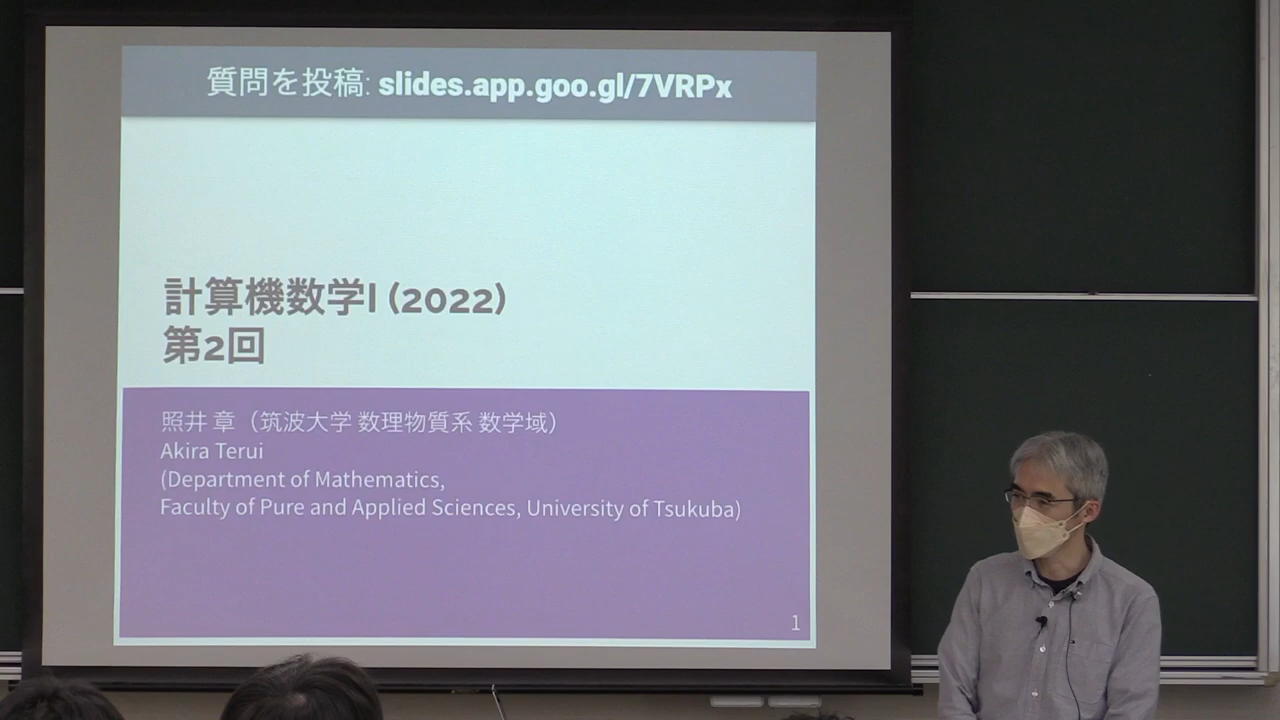 質問を投稿: slides.app.goo.gl/7VRPx
計算機数学I (2022)
第2回
照井 章（筑波大学 数理物質系 数学域）
Akira Terui
(Department of Mathematics,
Faculty of Pure and Applied Sciences, University of Tsukuba)
1